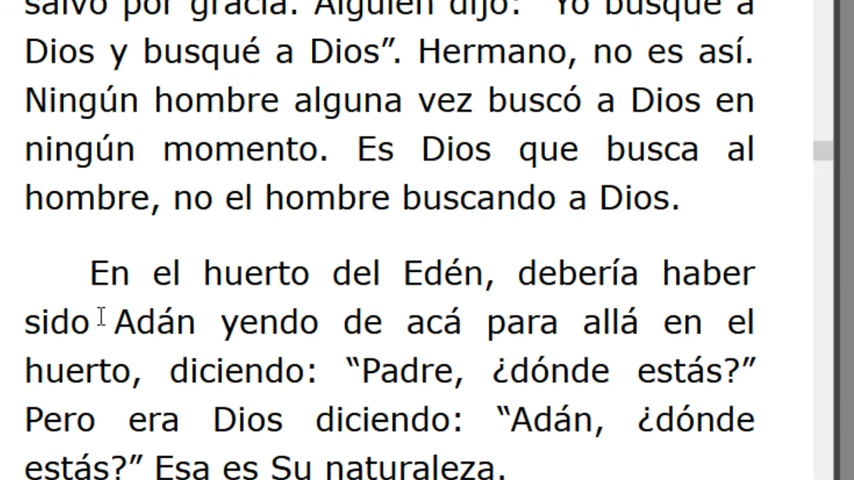 salvo por gracia. Alguien dijo: “Yo busqué a
Dios y busqué a Dios”. Hermano, no es así.
Ningún hombre alguna vez buscó a Dios en
ningún momento. Es Dios que busca al
hombre, no el hombre buscando a Dios.
En el huerto del Edén, debería haber
sido Adán yendo de acá para allá en el
huerto, diciendo: “Padre, ¿dónde estás?”
Pero era Dios diciendo: “Adán, ¿dónde
estás?” Esa es Su naturaleza.